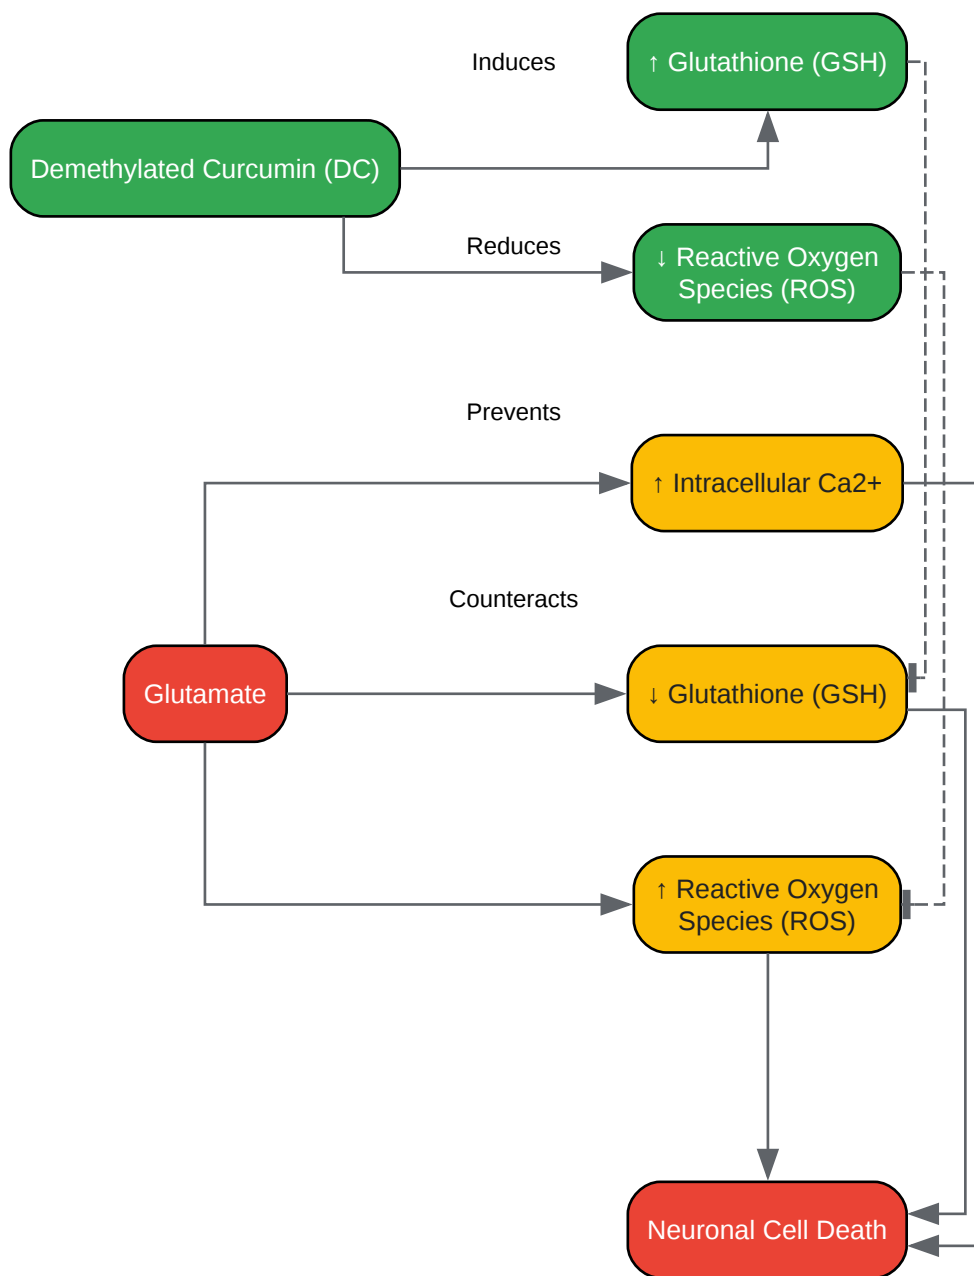 Induces
↑ Glutathione (GSH)
Demethylated Curcumin (DC)
Reduces
↓ Reactive Oxygen
Species (ROS)
Prevents
↑ Intracellular Ca2+
Counteracts
Glutamate
↓ Glutathione (GSH)
↑ Reactive Oxygen
Species (ROS)
Neuronal Cell Death